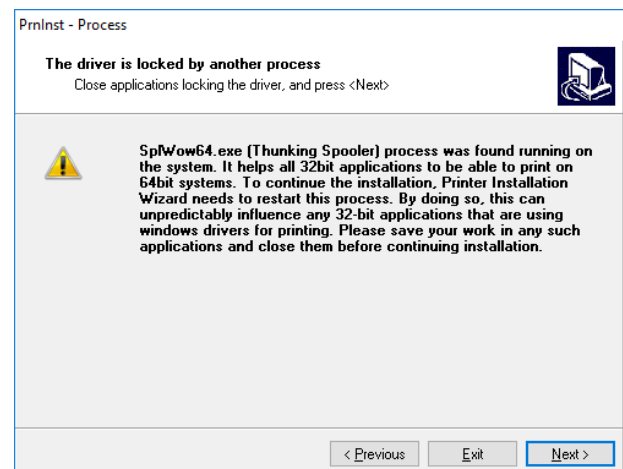 PrnInst - Process
The driver is locked by another process
Close applications locking the driver, and press <Next>
SplWow64.exe (Thunking Spooler) process was found running on
the system. It helps all 32bit applications to be able to print on
64bit systems. To continue the installation, Printer Installation
Wizard needs to restart this process. By doing so, this can
unpredictably influence any 32-bit applications that are using
windows drivers for printing. Please save your work in any such
applications and close them before continuing installation.
< Previous Exit Next >